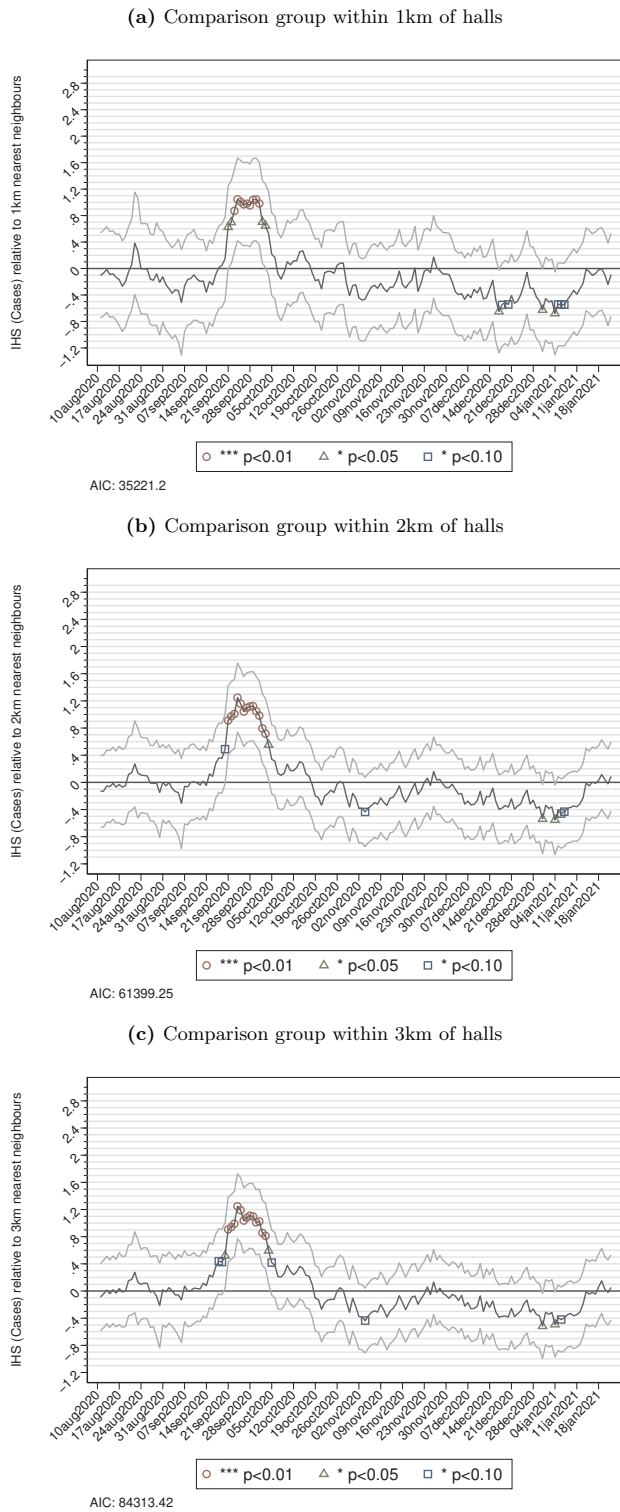 (a) Comparison group within 1km of halls
IHS (Cases) relative to 1km nearest neighbours
2.8
2.4
2
1.6
1.2
.8
.4
0
-.4
-.8
-1.2
10aug2020
17aug2020
24aug2020
31aug2020
07sep2020
14sep2020
21sep2020
28sep2020
05oct2020
12oct2020
19oct2020
26oct2020
02nov2020
09nov2020
16nov2020
23nov2020
30nov2020
07dec2020
14dec2020
21dec2020
28dec2020
04jan2021
11jan2021
18jan2021
*** p<0.01 * p<0.05 * p<0.10
AIC: 35221.2
(b) Comparison group within 2km of halls
IHS (Cases) relative to 2km nearest neighbours
2.8
2.4
2
1.6
1.2
.8
.4
0
-.4
-.8
-1.2
10aug2020
17aug2020
24aug2020
31aug2020
07sep2020
14sep2020
21sep2020
28sep2020
05oct2020
12oct2020
19oct2020
26oct2020
02nov2020
09nov2020
16nov2020
23nov2020
30nov2020
07dec2020
14dec2020
21dec2020
28dec2020
04jan2021
11jan2021
18jan2021
*** p<0.01 * p<0.05 * p<0.10
AIC: 61399.25
(c) Comparison group within 3km of halls
IHS (Cases) relative to 3km nearest neighbours
2.8
2.4
2
1.6
1.2
.8
.4
0
-.4
-.8
-1.2
10aug2020
17aug2020
24aug2020
31aug2020
07sep2020
14sep2020
21sep2020
28sep2020
05oct2020
12oct2020
19oct2020
26oct2020
02nov2020
09nov2020
16nov2020
23nov2020
30nov2020
07dec2020
14dec2020
21dec2020
28dec2020
04jan2021
11jan2021
18jan2021
*** p<0.01 * p<0.05 * p<0.10
AIC: 84313.42